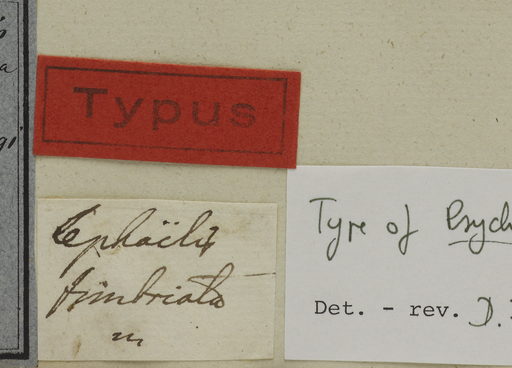 Typus
Cephaëlis
fimbriata
m
Type of Psych
Det. - rev. D.